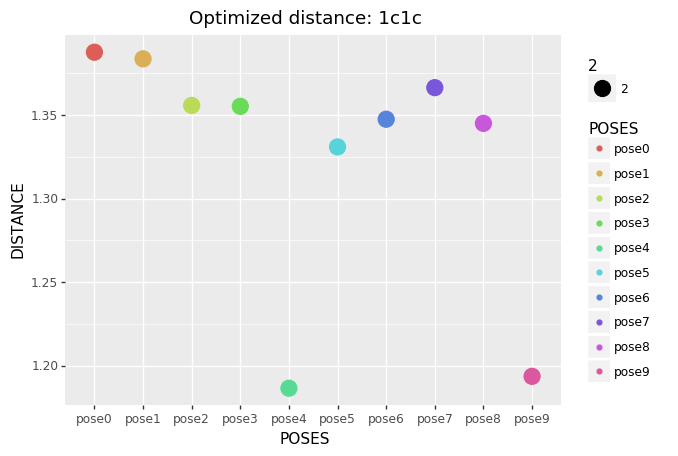 Optimized distance: 1c1c
DISTANCE
1.35
1.30
1.25
1.20
pose0 pose1 pose2 pose3 pose4 pose5 pose6 pose7 pose8 pose9
POSES
2
2
POSES
pose0
pose1
pose2
pose3
pose4
pose5
pose6
pose7
pose8
pose9